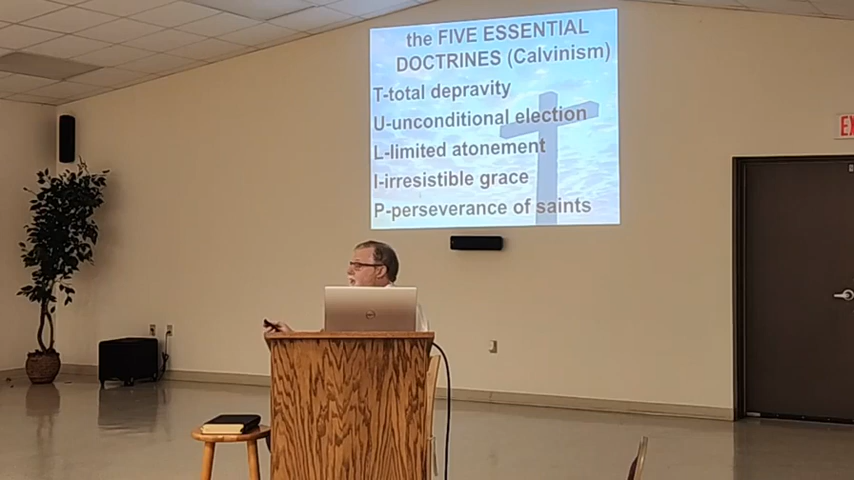 the FIVE ESSENTIAL
DOCTRINES (Calvinism)
T-total depravity
U-unconditional election
L-limited atonement
I-irresistible grace
P-perseverance of saints
EX
DELL